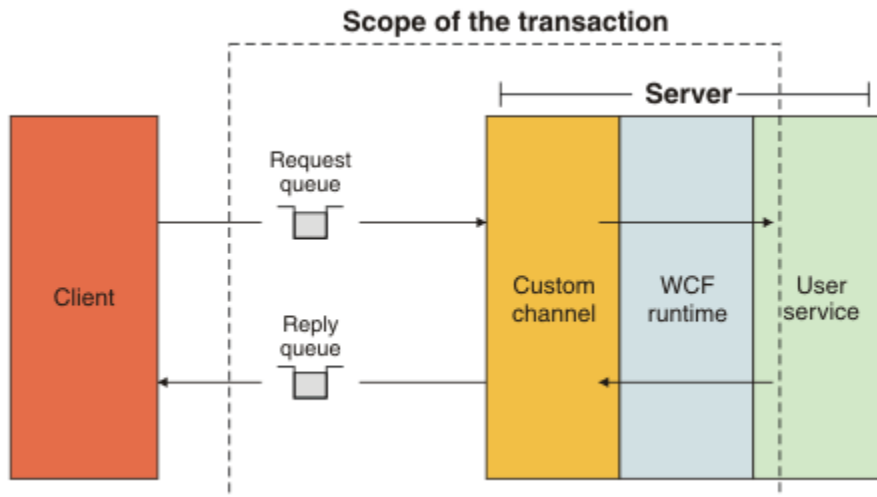 Scope of the transaction
Server
Request
queue
Client
Custom
channel
WCF
runtime
User
service
Reply
queue